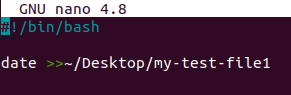 GNU nano 4.8
#!/bin/bash
date >>~/Desktop/my-test-file1